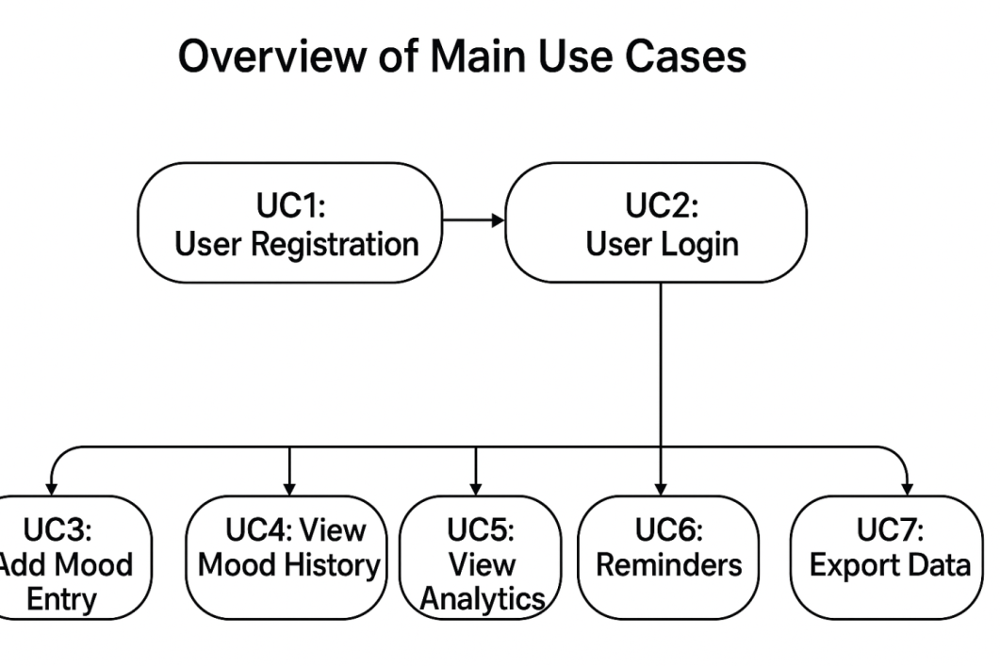 Overview of Main Use Cases
UC1:
User Registration
UC2:
User Login
UC3:
Add Mood
Entry
UC4: View
Mood History
UC5:
View
Analytics
UC6:
Reminders
UC7:
Export Data